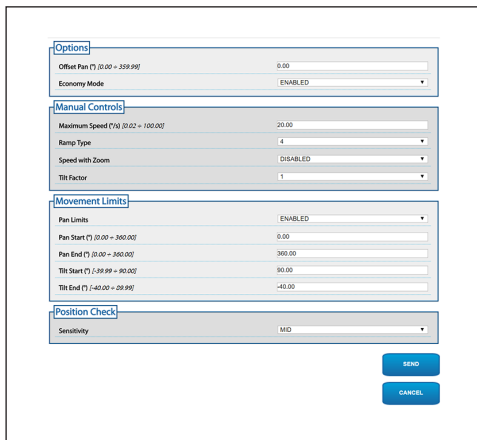 Options
Offset Pan (°) [0.00 ÷ 359.99] 0.00
Economy Mode ENABLED
Manual Controls
Maximum Speed (°/s) [0.02 ÷ 100.00] 20.00
Ramp Type 4
Speed with Zoom DISABLED
Tilt Factor 1
Movement Limits
Pan Limits ENABLED
Pan Start (°) [0.00 ÷ 360.00] 0.00
Pan End (°) [0.00 ÷ 360.00] 360.00
Tilt Start (°) [-39.99 ÷ 90.00] 90.00
Tilt End (°) [-40.00 ÷ 89.99] -40.00
Position Check
Sensitivity MID
SEND
CANCEL